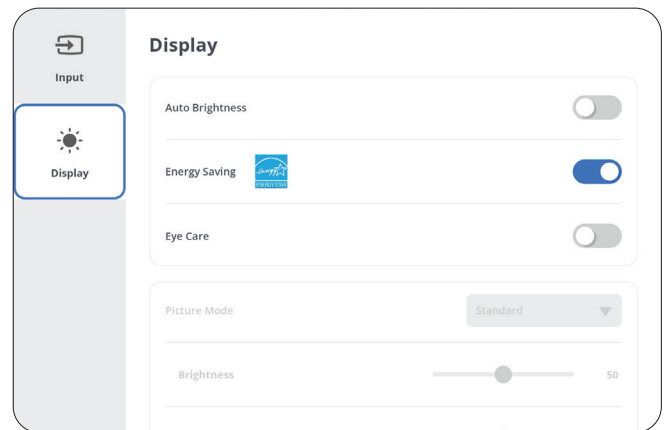 Input
Display
Display
Auto Brightness
Energy Saving
ENERGY STAR
Eye Care
Picture Mode Standard
Brightness 50